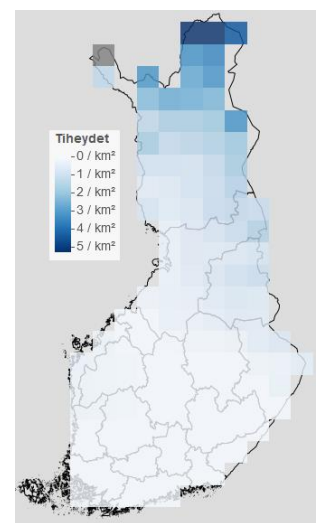 Tiheydet
0 / km²
1 / km²
2 / km²
3 / km²
4 / km²
5 / km²